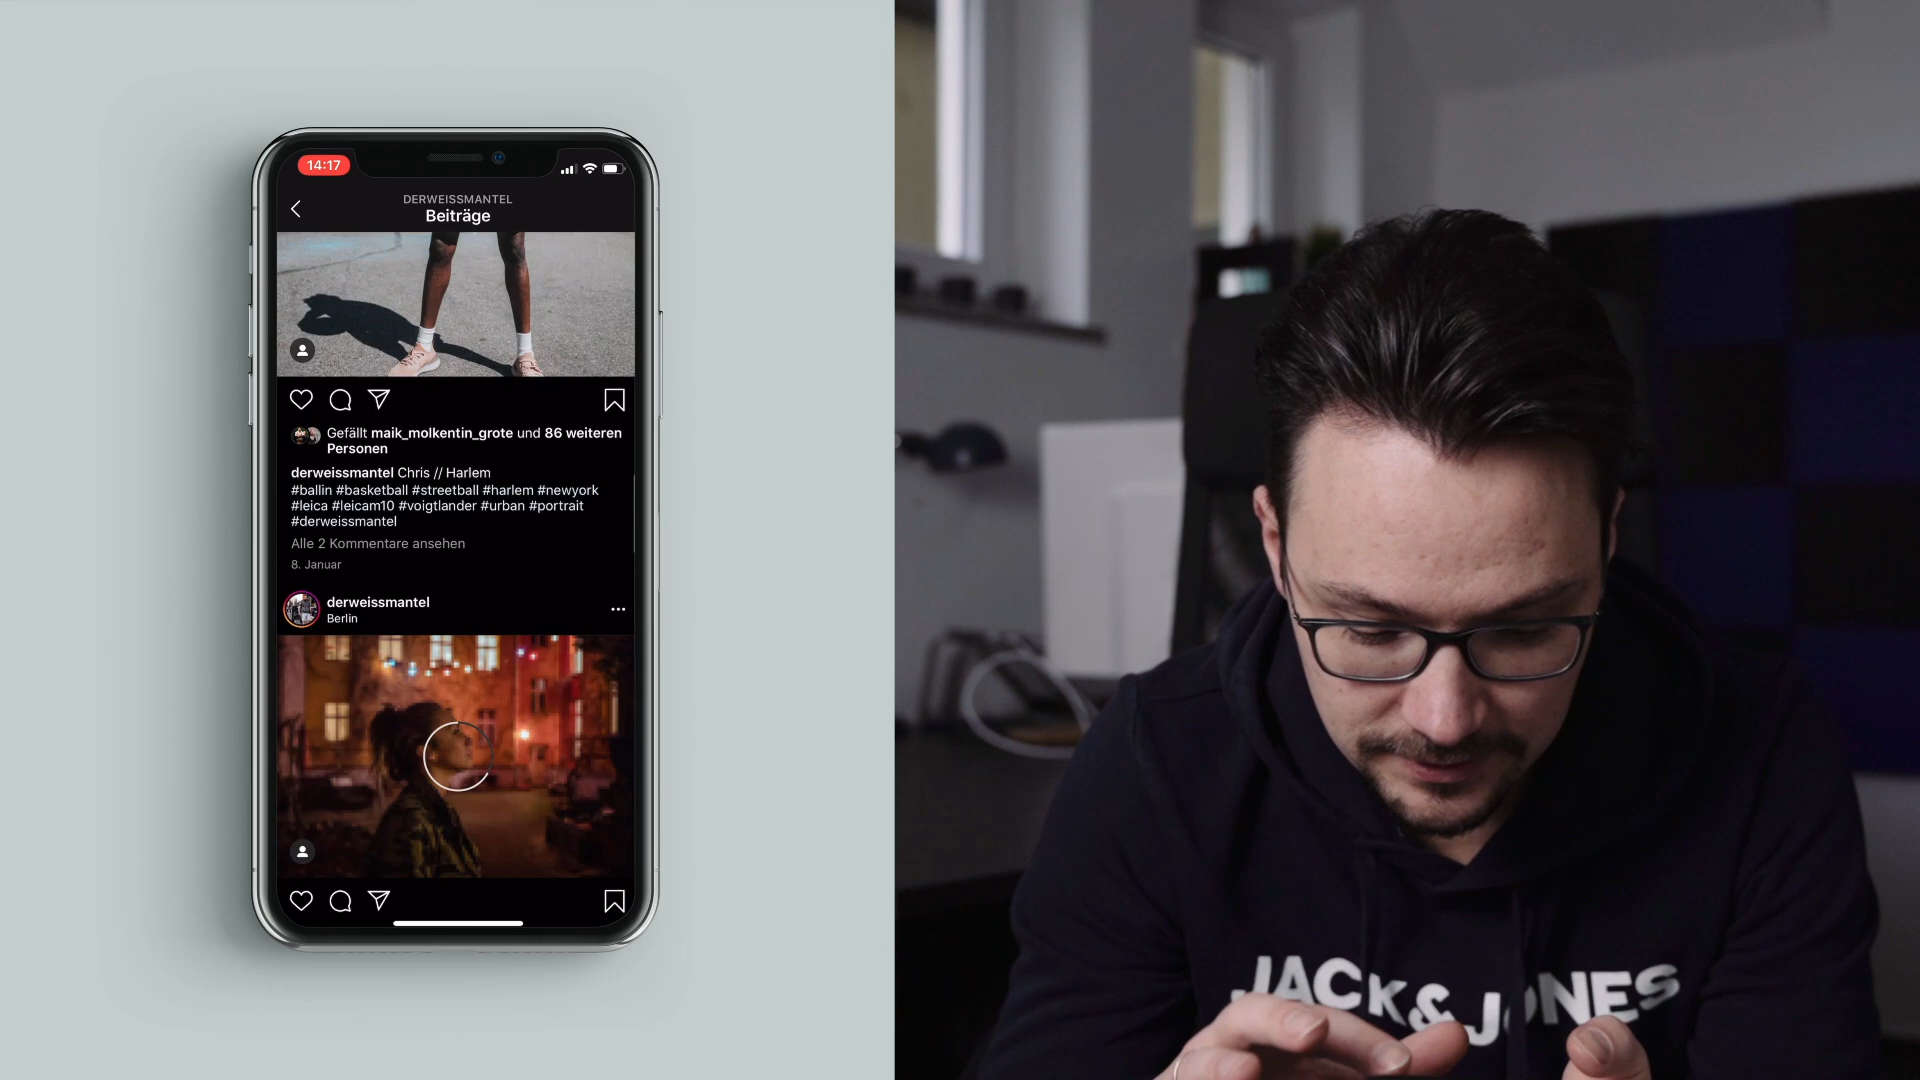 14:17
DERWEISSMANTEL
Beiträge
Gefällt maik_molkentin_grote und 86 weiteren
Personen
derweissmantel Chris // Harlem
#ballin #basketball #streetball #harlem #newyork
#leica #leicam10 #voigtlander #urban #portrait
#derweissmantel
Alle 2 Kommentare ansehen
8. Januar
derweissmantel
Berlin
JACK & JONES